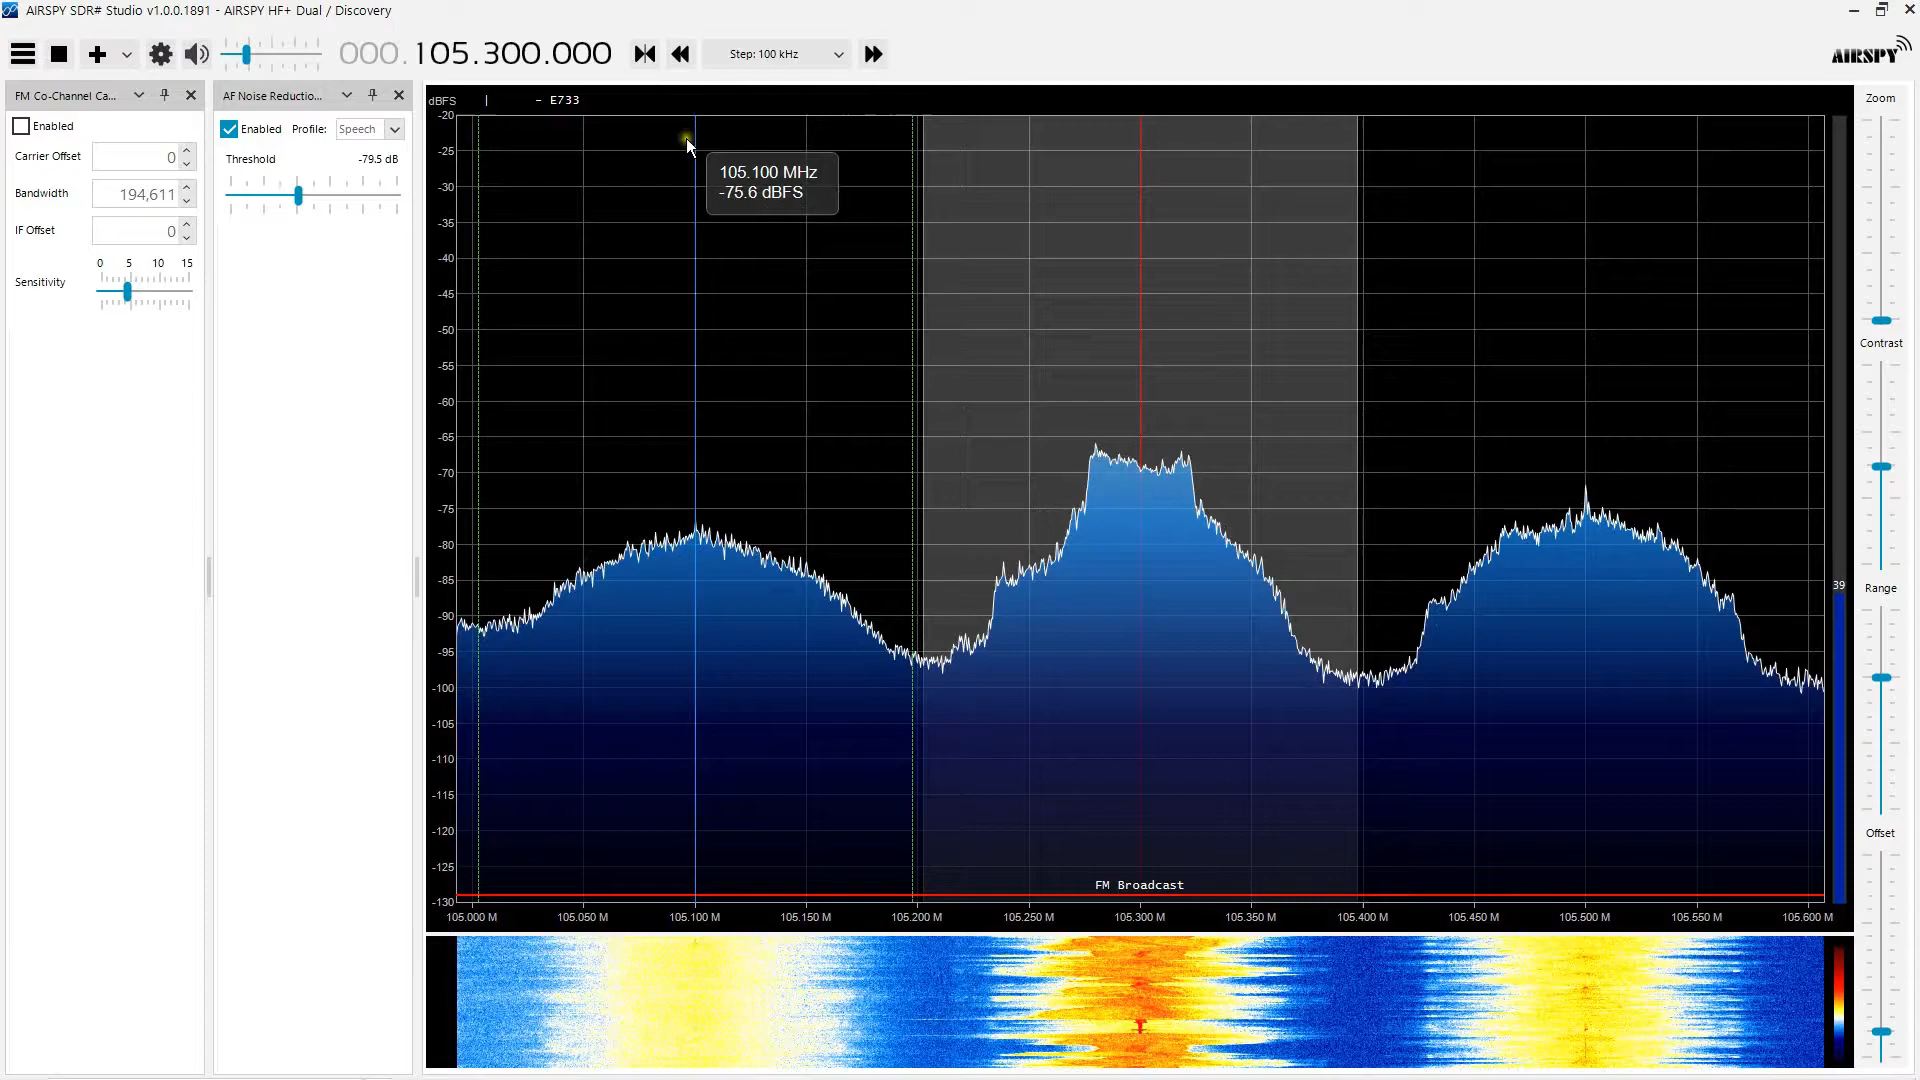 AIRSPY SDR# Studio v1.0.0.1891 - AIRSPY HF+ Dual / Discovery
000.105.300.000
Step: 100 kHz
AIRSPY
FM Co-Channel Ca...
Enabled
Carrier Offset 0
Bandwidth 194,611
IF Offset 0
0 5 10 15
Sensitivity
AF Noise Reductio...
Enabled Profile: Speech
Threshold -79.5 dB
dBFS | - E733
-20
-25
-30
-35
-40
-45
-50
-55
-60
-65
-70
-75
-80
-85
-90
-95
-100
-105
-110
-115
-120
-125
-130
105.100 MHz
-75.6 dBFS
FM Broadcast
105.000 M 105.050 M 105.100 M 105.150 M 105.200 M 105.250 M 105.300 M 105.350 M 105.400 M 105.450 M 105.500 M 105.550 M 105.600 M
39
Zoom
Contrast
Range
Offset